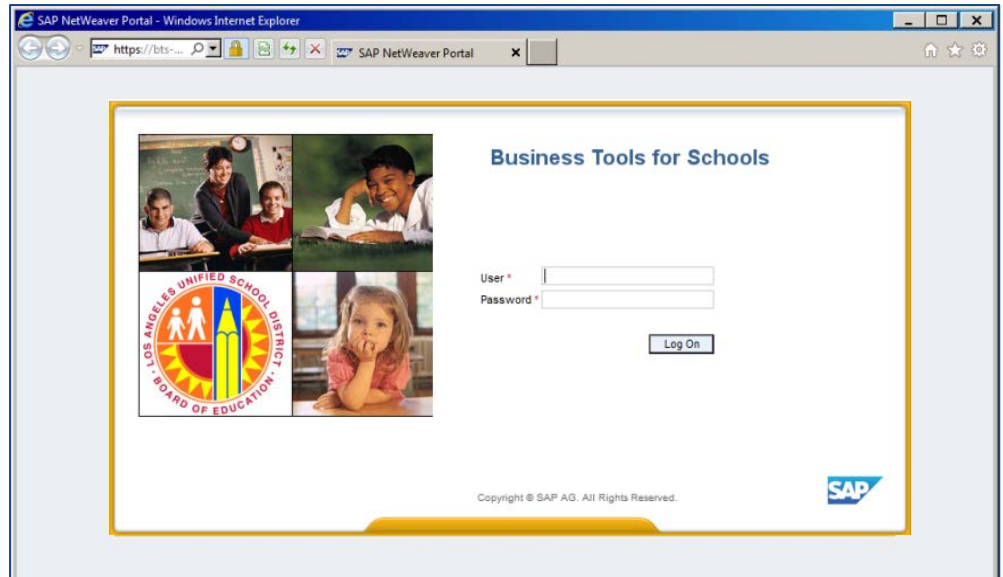 SAP NetWeaver Portal - Windows Internet Explorer
https://bts-...
SAP NetWeaver Portal
Business Tools for Schools
User *
Password *
Log On
LOS ANGELES UNIFIED SCHOOL DISTRICT
BOARD OF EDUCATION
Copyright © SAP AG. All Rights Reserved.
SAP